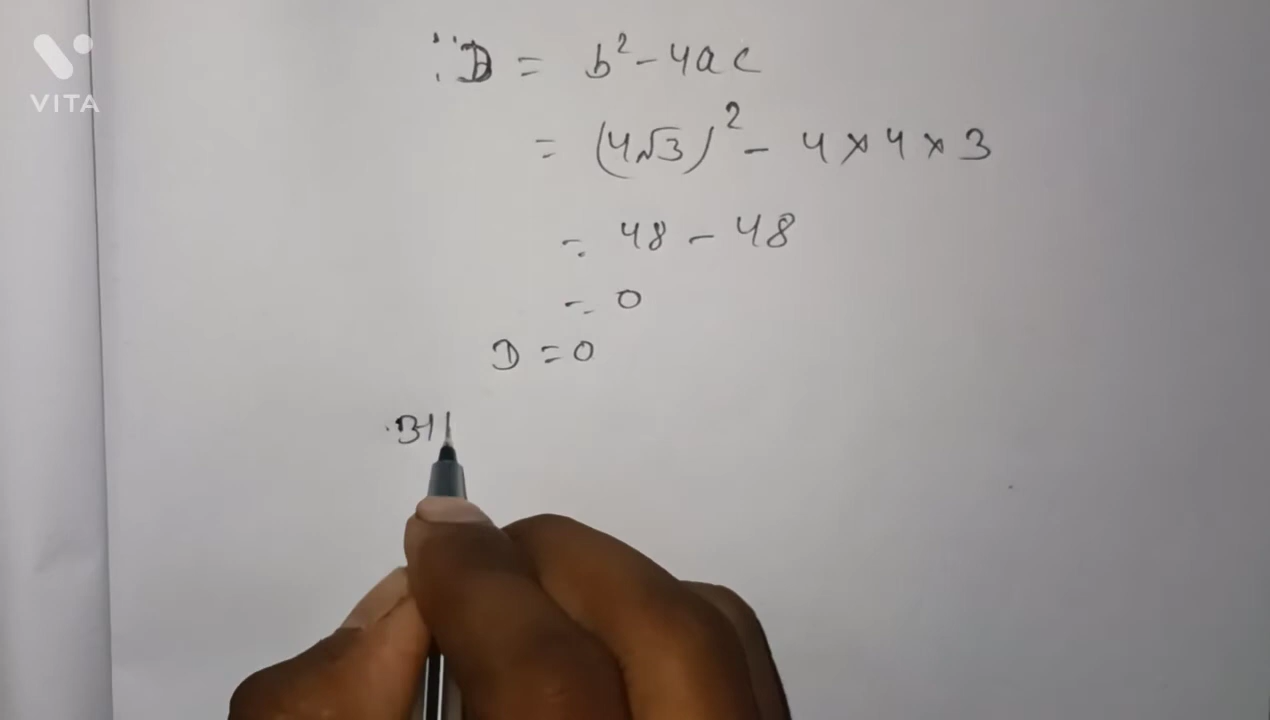 VITA
∵ D = b² - 4ac
= (4√3)² - 4 × 4 × 3
= 48 - 48
= 0
D = 0